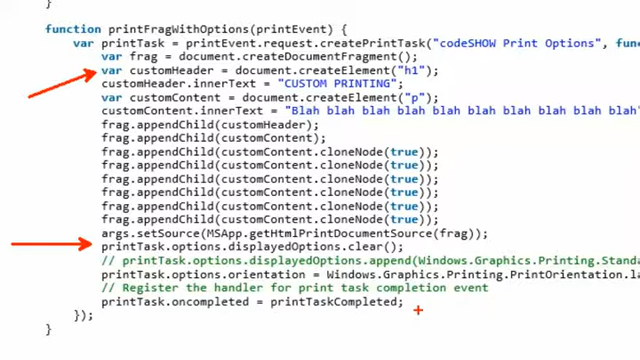 }
function printFragWithOptions(printEvent) {
var printTask = printEvent.request.createPrintTask("codeSHOW Print Options",
var frag = document.createDocumentFragment();
var customHeader = document.createElement("h1");
customHeader.innerText = "CUSTOM PRINTING";
var customContent = document.createElement("p");
customContent.innerText = "Blah blah blah blah blah blah blah blah blah blah
frag.appendChild(customHeader);
frag.appendChild(customContent);
frag.appendChild(customContent.cloneNode(true));
frag.appendChild(customContent.cloneNode(true));
frag.appendChild(customContent.cloneNode(true));
frag.appendChild(customContent.cloneNode(true));
frag.appendChild(customContent.cloneNode(true));
frag.appendChild(customContent.cloneNode(true));
args.setSource(MSApp.getHtmlPrintDocumentSource(frag));
printTask.options.displayedOptions.clear();
// printTask.options.displayedOptions.append(Windows.Graphics.Printing.Standa
printTask.options.orientation = Windows.Graphics.Printing.PrintOrientation.la
// Register the handler for print task completion event
printTask.oncompleted = printTaskCompleted;
});
}